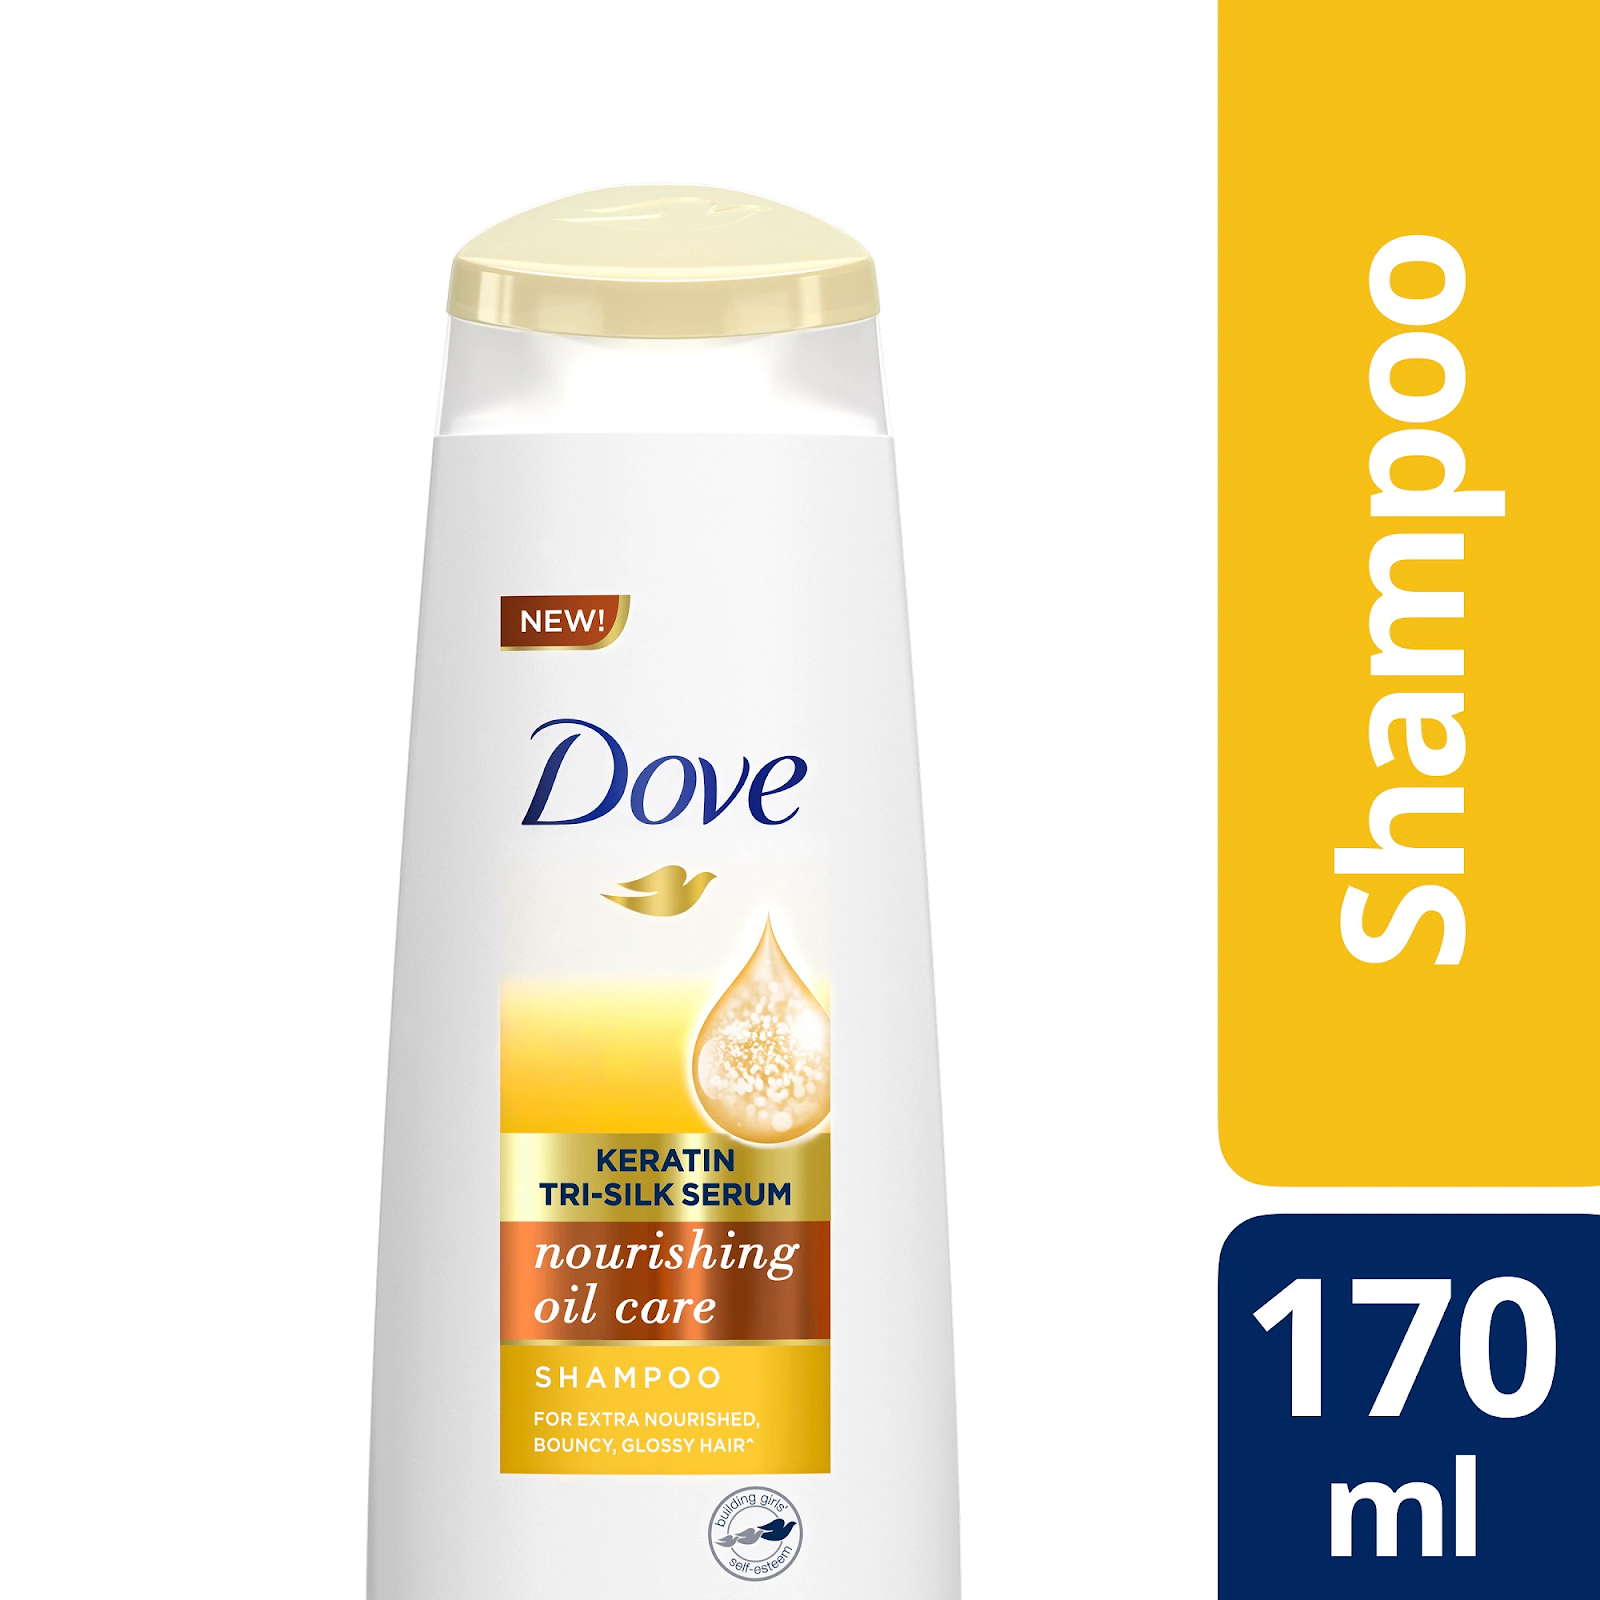 NEW!
Dove
KERATIN
TRI-SILK SERUM
nourishing
oil care
SHAMPOO
FOR EXTRA NOURISHED,
BOUNCY, GLOSSY HAIR^
building girls'
self-esteem
Shampoo
170
ml